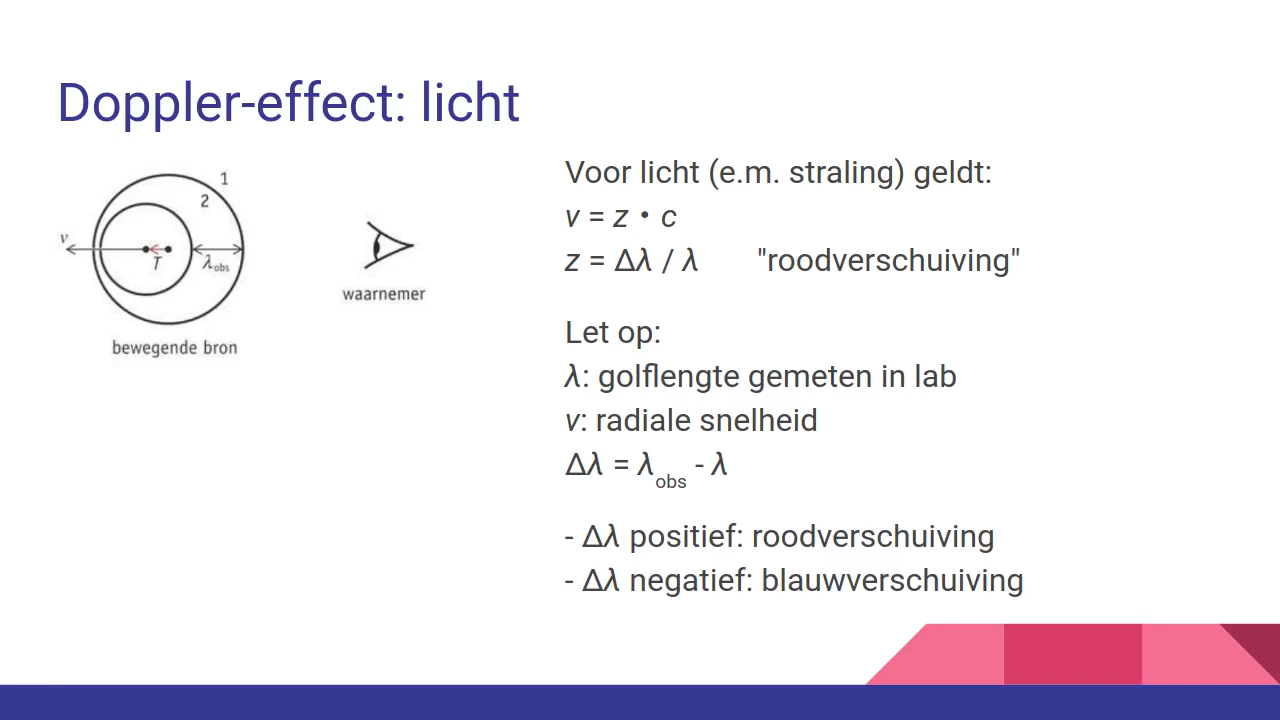 Doppler-effect: licht
1
2
v
T
λobs
waarnemer
bewegende bron
Voor licht (e.m. straling) geldt:
v = z • c
z = Δλ / λ "roodverschuiving"
Let op:
λ: golflengte gemeten in lab
v: radiale snelheid
Δλ = λobs - λ
- Δλ positief: roodverschuiving
- Δλ negatief: blauwverschuiving